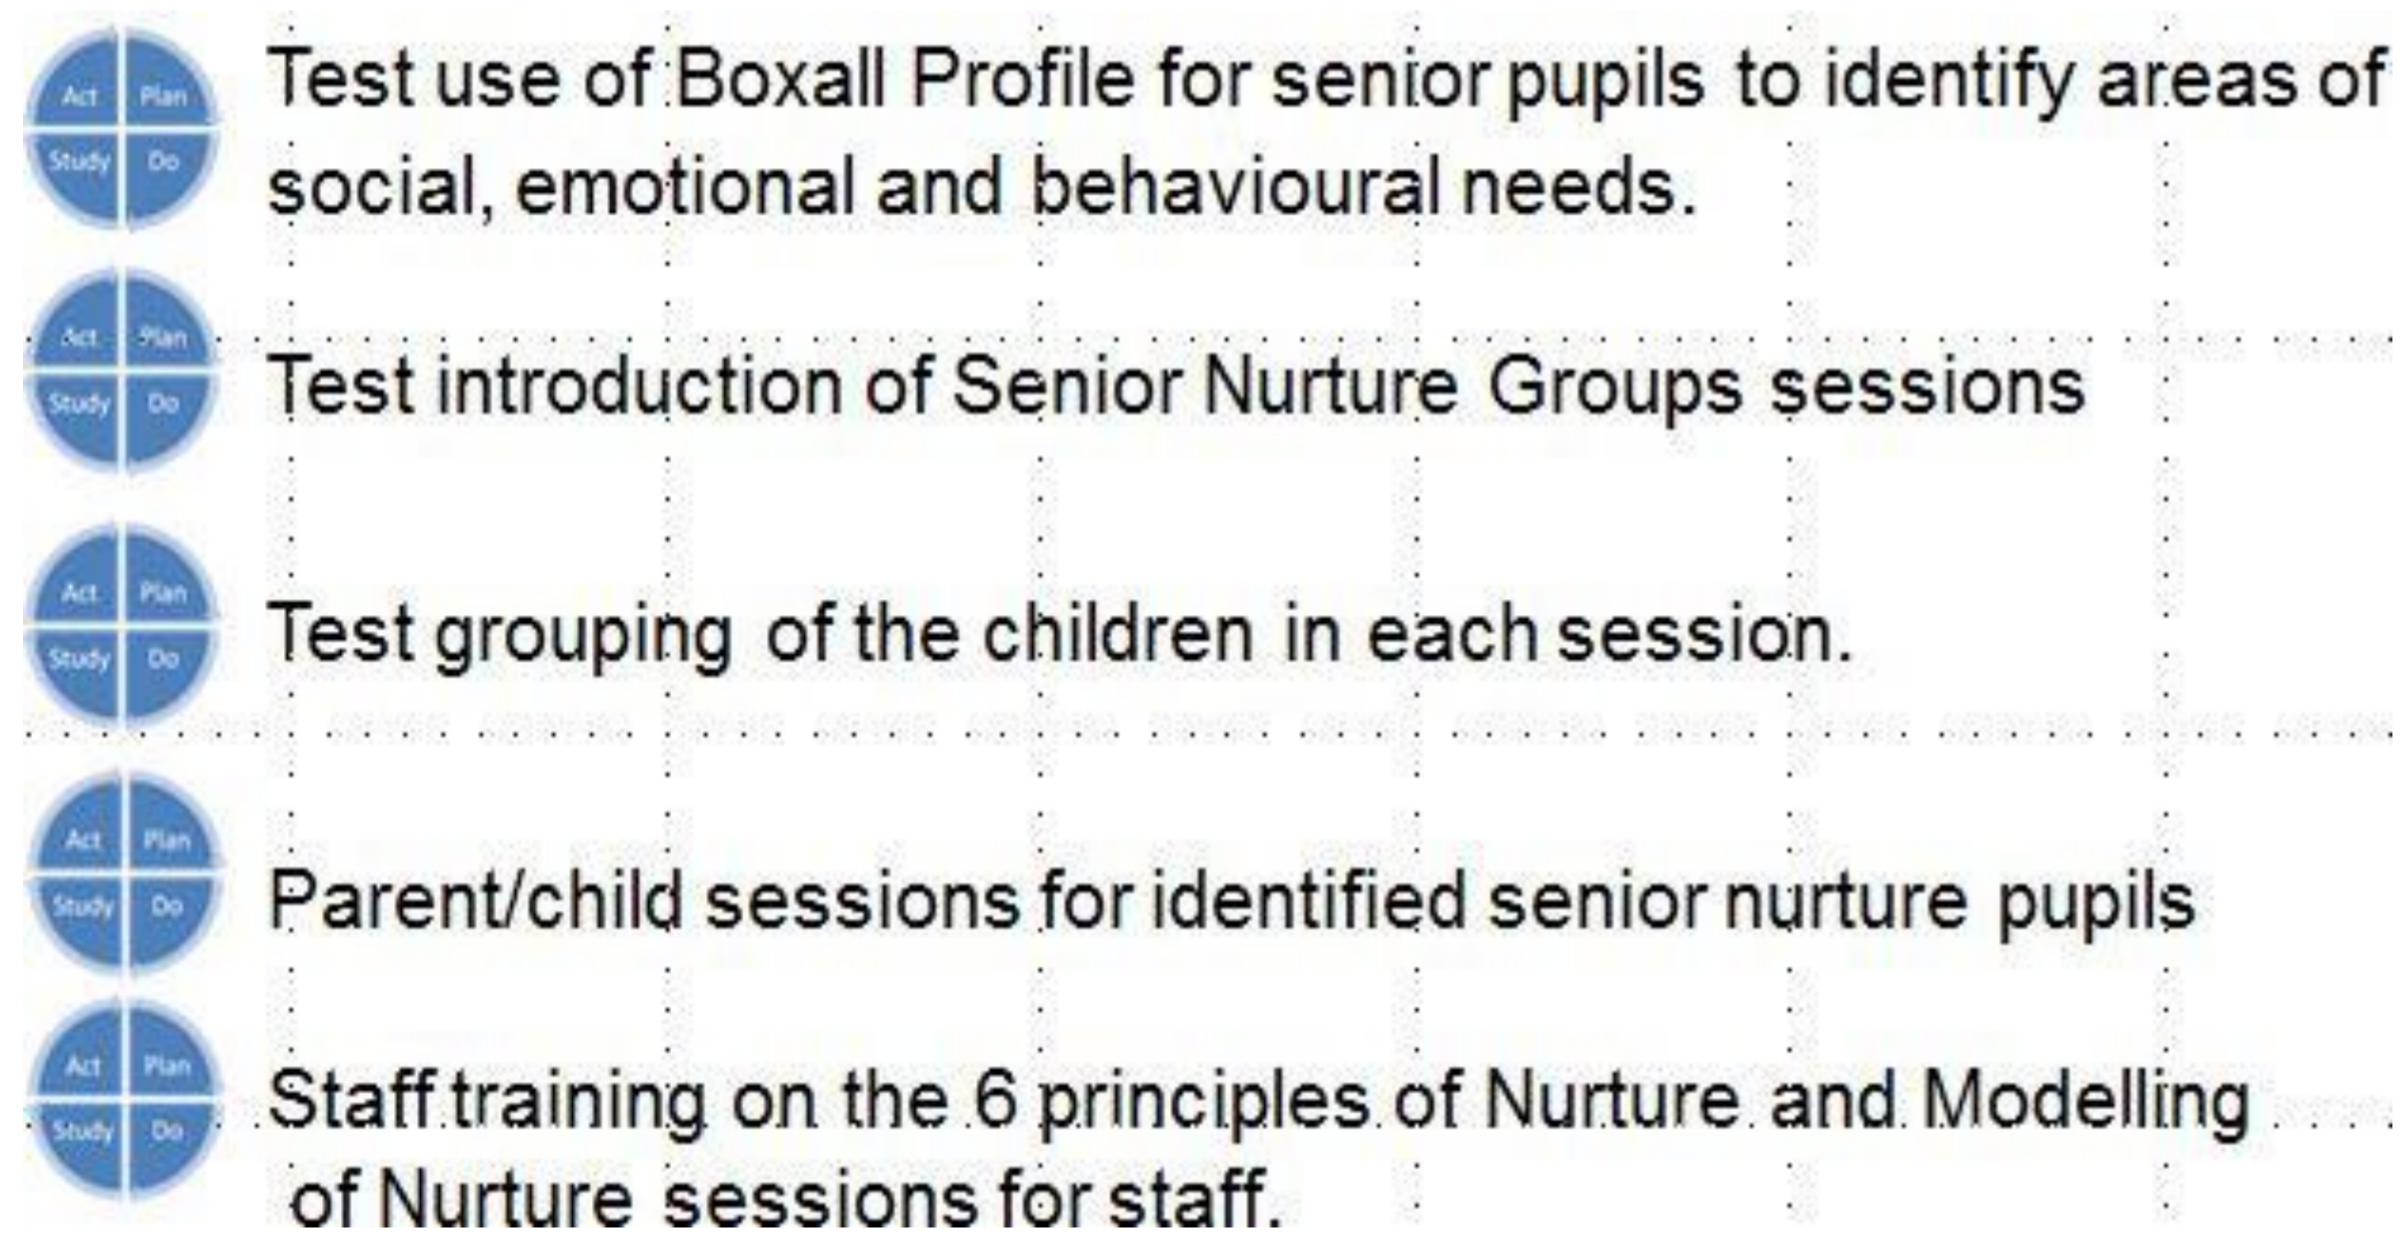 Act Plan
Study Do
Test use of Boxall Profile for senior pupils to identify areas of
social, emotional and behavioural needs.
Act Plan
Study Do
Test introduction of Senior Nurture Groups sessions
Act Plan
Study Do
Test grouping of the children in each session.
Act Plan
Study Do
Parent/child sessions for identified senior nurture pupils
Act Plan
Study Do
Staff training on the 6 principles of Nurture and Modelling
of Nurture sessions for staff.